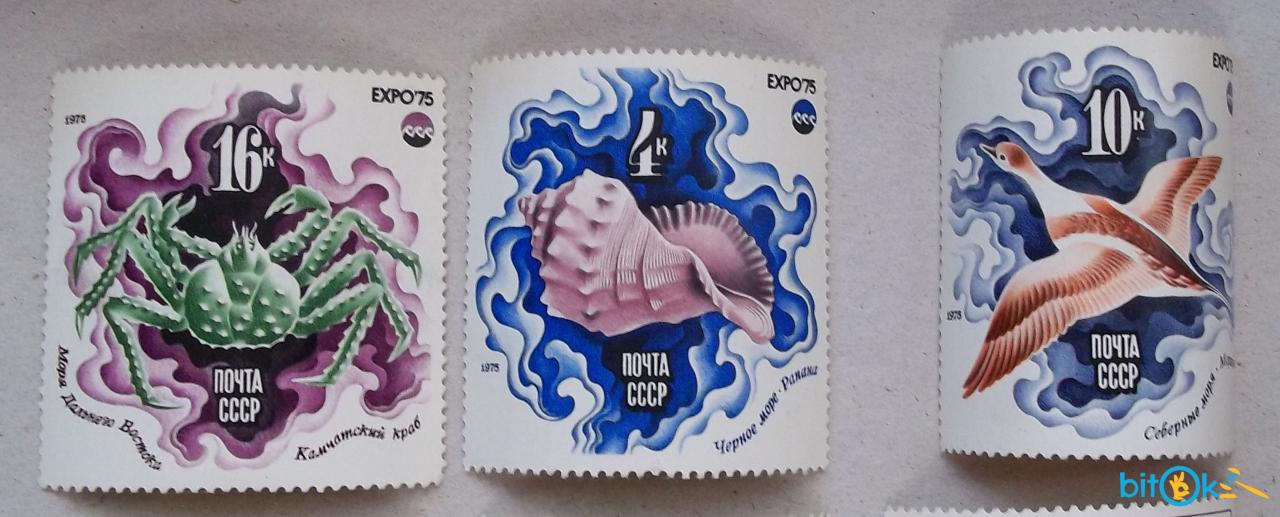 EXPO'75
1975
16к
ПОЧТА
СССР
Моря Дальнего Востока
Камчатский краб
EXPO'75
4к
1975
ПОЧТА
СССР
Черное море·Рапана
10к
1975
ПОЧТА
СССР
Северные моря·
bitok